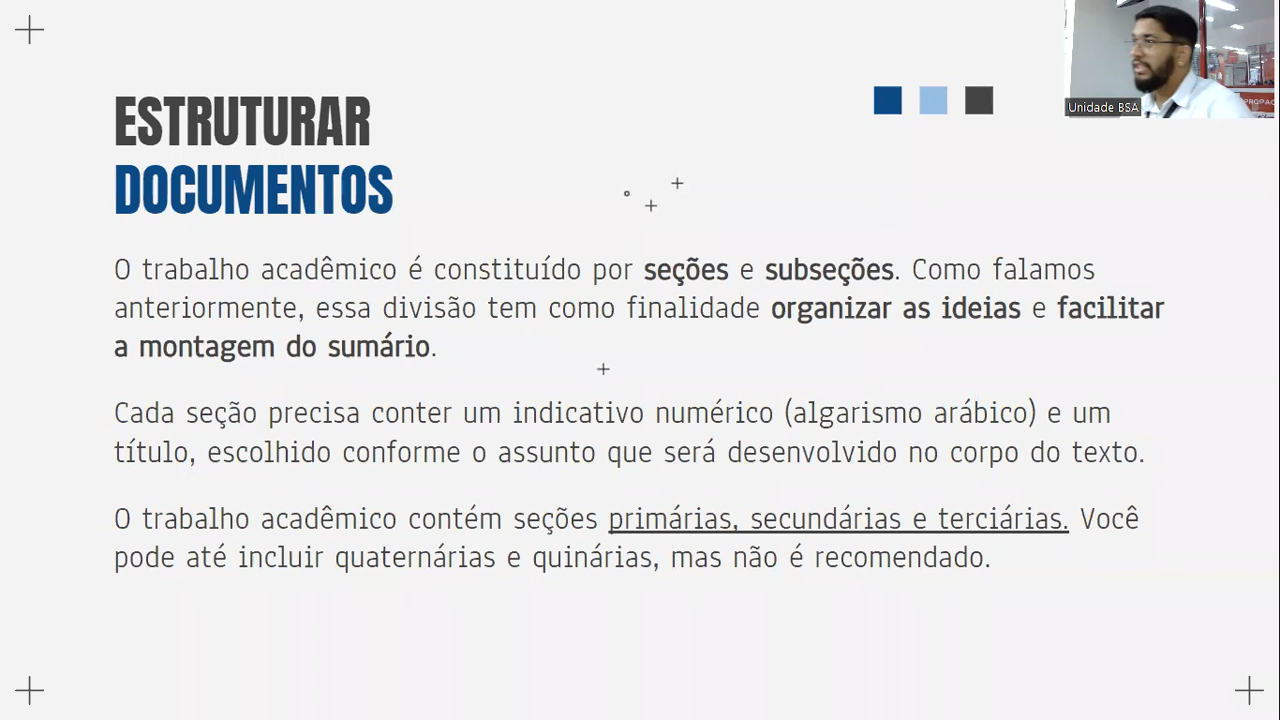 ESTRUTURAR
DOCUMENTOS
O trabalho acadêmico é constituído por seções e subseções. Como falamos
anteriormente, essa divisão tem como finalidade organizar as ideias e facilitar
a montagem do sumário.
Cada seção precisa conter um indicativo numérico (algarismo arábico) e um
título, escolhido conforme o assunto que será desenvolvido no corpo do texto.
O trabalho acadêmico contém seções primárias, secundárias e terciárias. Você
pode até incluir quaternárias e quinárias, mas não é recomendado.
Unidade BSA